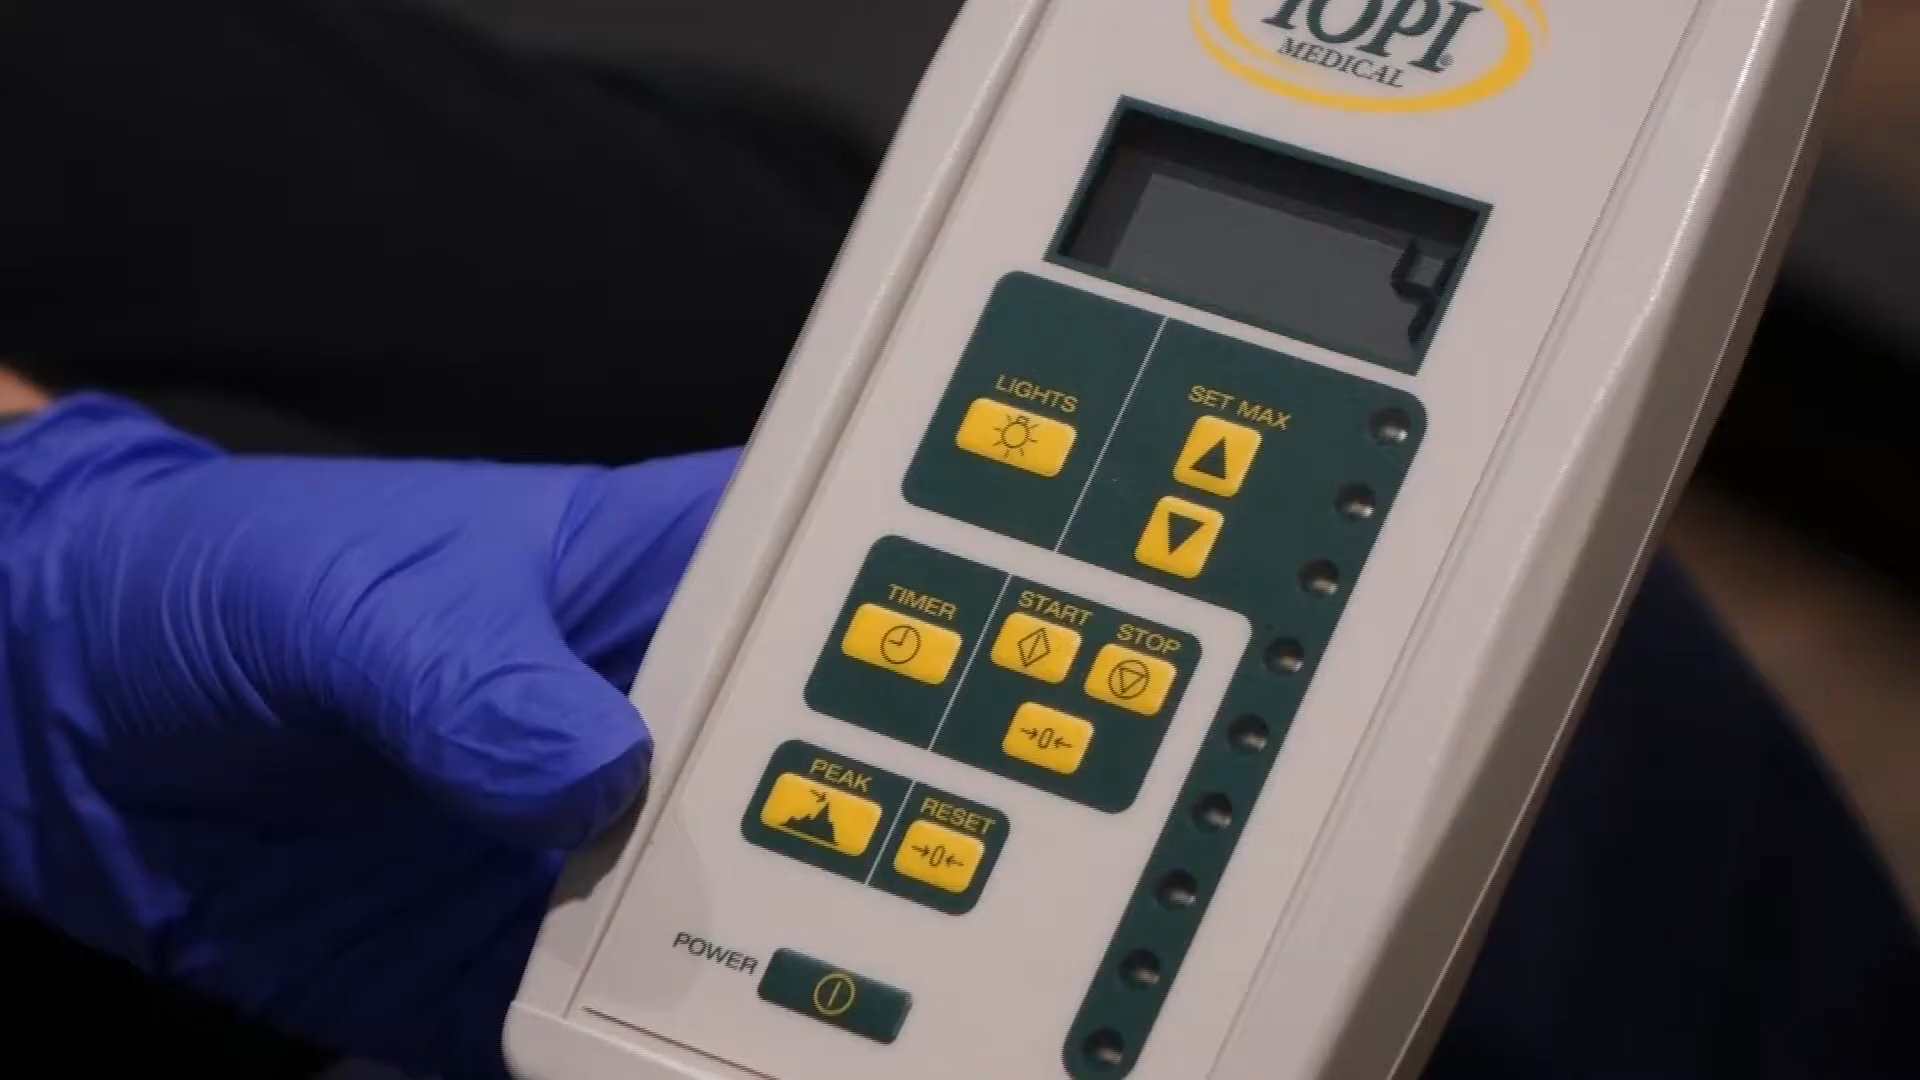 IOPI®
MEDICAL
4
LIGHTS
SET MAX
TIMER
START
STOP
→0←
PEAK
RESET
→0←
POWER